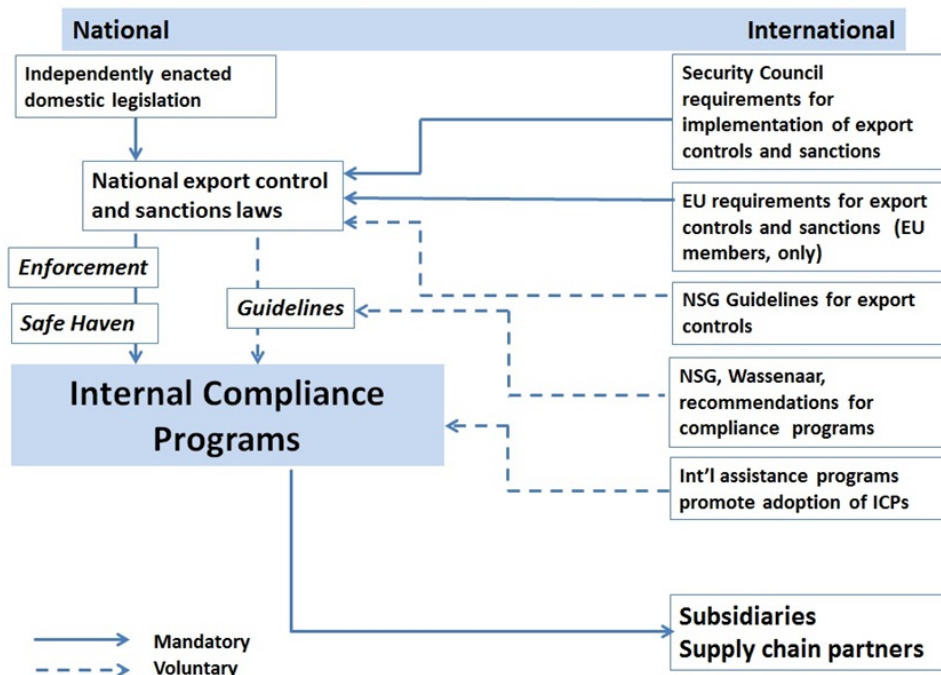 National
International
Independently enacted
domestic legislation
Security Council
requirements for
implementation of export
controls and sanctions
National export control
and sanctions laws
EU requirements for export
controls and sanctions (EU
members, only)
Enforcement
Safe Haven
Guidelines
NSG Guidelines for export
controls
NSG, Wassenaar,
recommendations for
compliance programs
Internal Compliance
Programs
Int'l assistance programs
promote adoption of ICPs
Subsidiaries
Supply chain partners
Mandatory
Voluntary